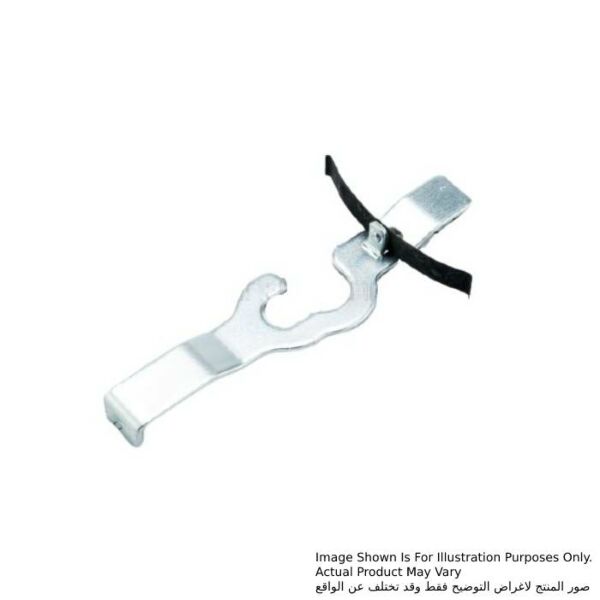 Image Shown Is For Illustration Purposes Only.
Actual Product May Vary
صور المنتج لاغراض التوضيح فقط وقد تختلف عن الواقع